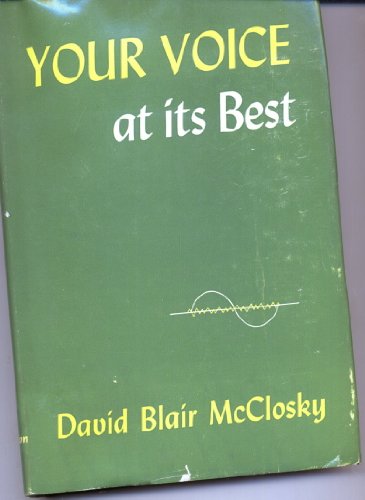 YOUR VOICE
at its Best
David Blair McClosky